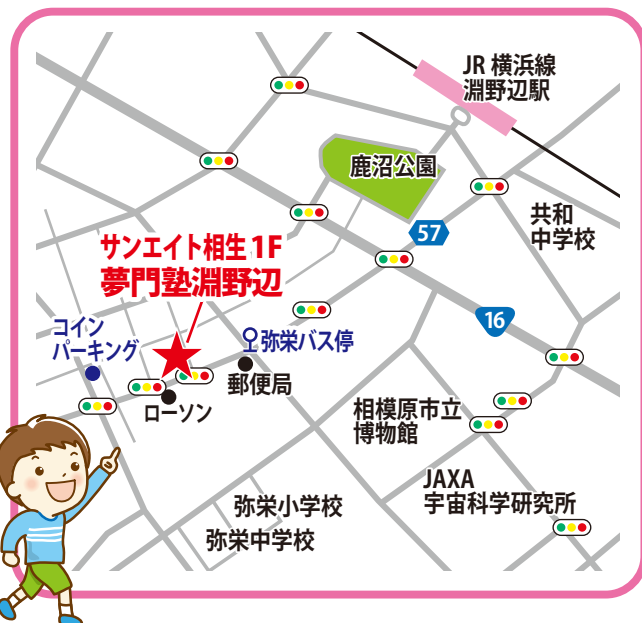 JR 横浜線
淵野辺駅
鹿沼公園
共和
中学校
57
サンエイト相生 1F
夢門塾淵野辺
16
コイン
パーキング
弥栄バス停
郵便局
ローソン
相模原市立
博物館
JAXA
宇宙科学研究所
弥栄小学校
弥栄中学校